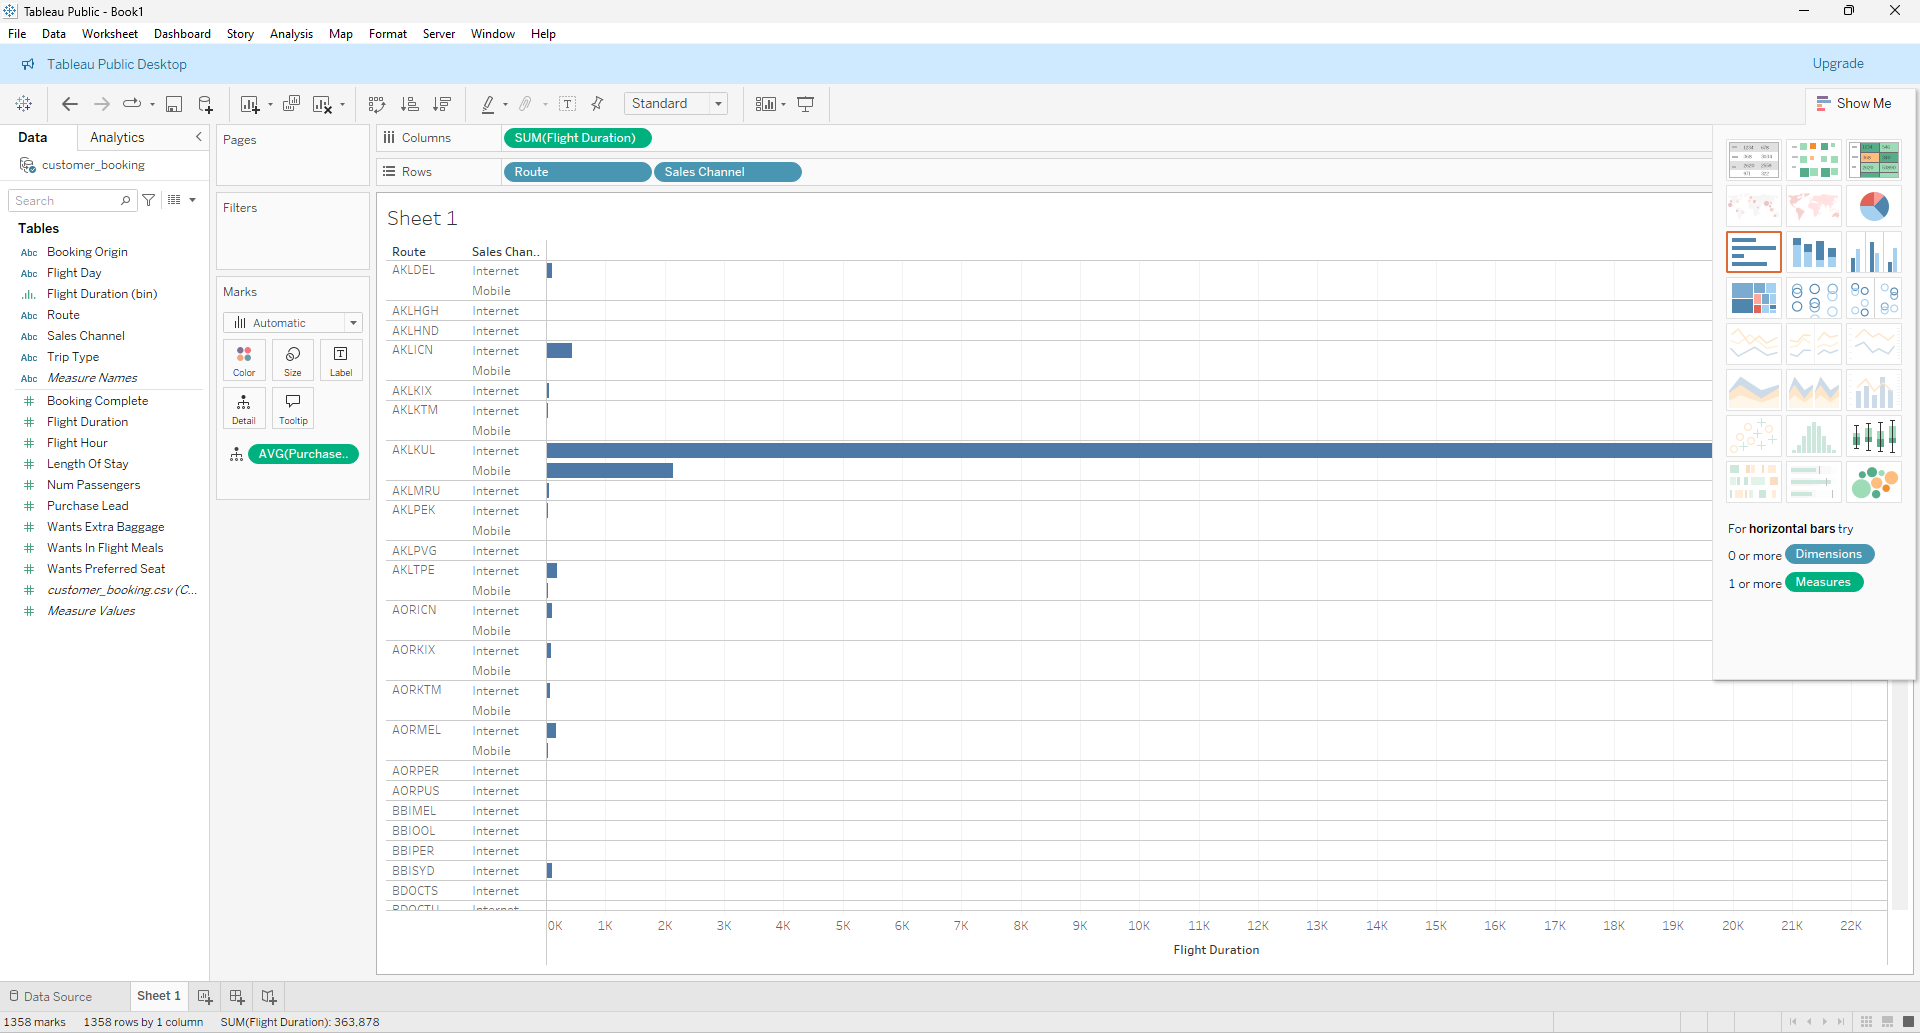 Tableau Public - Book1
File Data Worksheet Dashboard Story Analysis Map Format Server Window Help
Tableau Public Desktop
Upgrade
Standard
Show Me
Data Analytics
customer_booking
Search
Tables
Abc Booking Origin
Abc Flight Day
Flight Duration (bin)
Abc Route
Abc Sales Channel
Abc Trip Type
Abc Measure Names
Booking Complete
Flight Duration
Flight Hour
Length Of Stay
Num Passengers
Purchase Lead
Wants Extra Baggage
Wants In Flight Meals
Wants Preferred Seat
customer_booking.csv (C...
Measure Values
Pages
Filters
Marks
Automatic
Color Size Label
Detail Tooltip
AVG(Purchase..
Columns SUM(Flight Duration)
Rows Route Sales Channel
Sheet 1
Route Sales Chan..
AKLDEL Internet
Mobile
AKLHGH Internet
AKLHND Internet
AKLICN Internet
Mobile
AKLKIX Internet
AKLKTM Internet
Mobile
AKLKUL Internet
Mobile
AKLMRU Internet
AKLPEK Internet
Mobile
AKLPVG Internet
AKLTPE Internet
Mobile
AORICN Internet
Mobile
AORKIX Internet
Mobile
AORKTM Internet
Mobile
AORMEL Internet
Mobile
AORPER Internet
AORPUS Internet
BBIMEL Internet
BBIOOL Internet
BBIPER Internet
BBISYD Internet
BDOCTS Internet
0K 1K 2K 3K 4K 5K 6K 7K 8K 9K 10K 11K 12K 13K 14K 15K 16K 17K 18K 19K 20K 21K 22K
Flight Duration
For horizontal bars try
0 or more Dimensions
1 or more Measures
Data Source Sheet 1
1358 marks 1358 rows by 1 column SUM(Flight Duration): 363,878